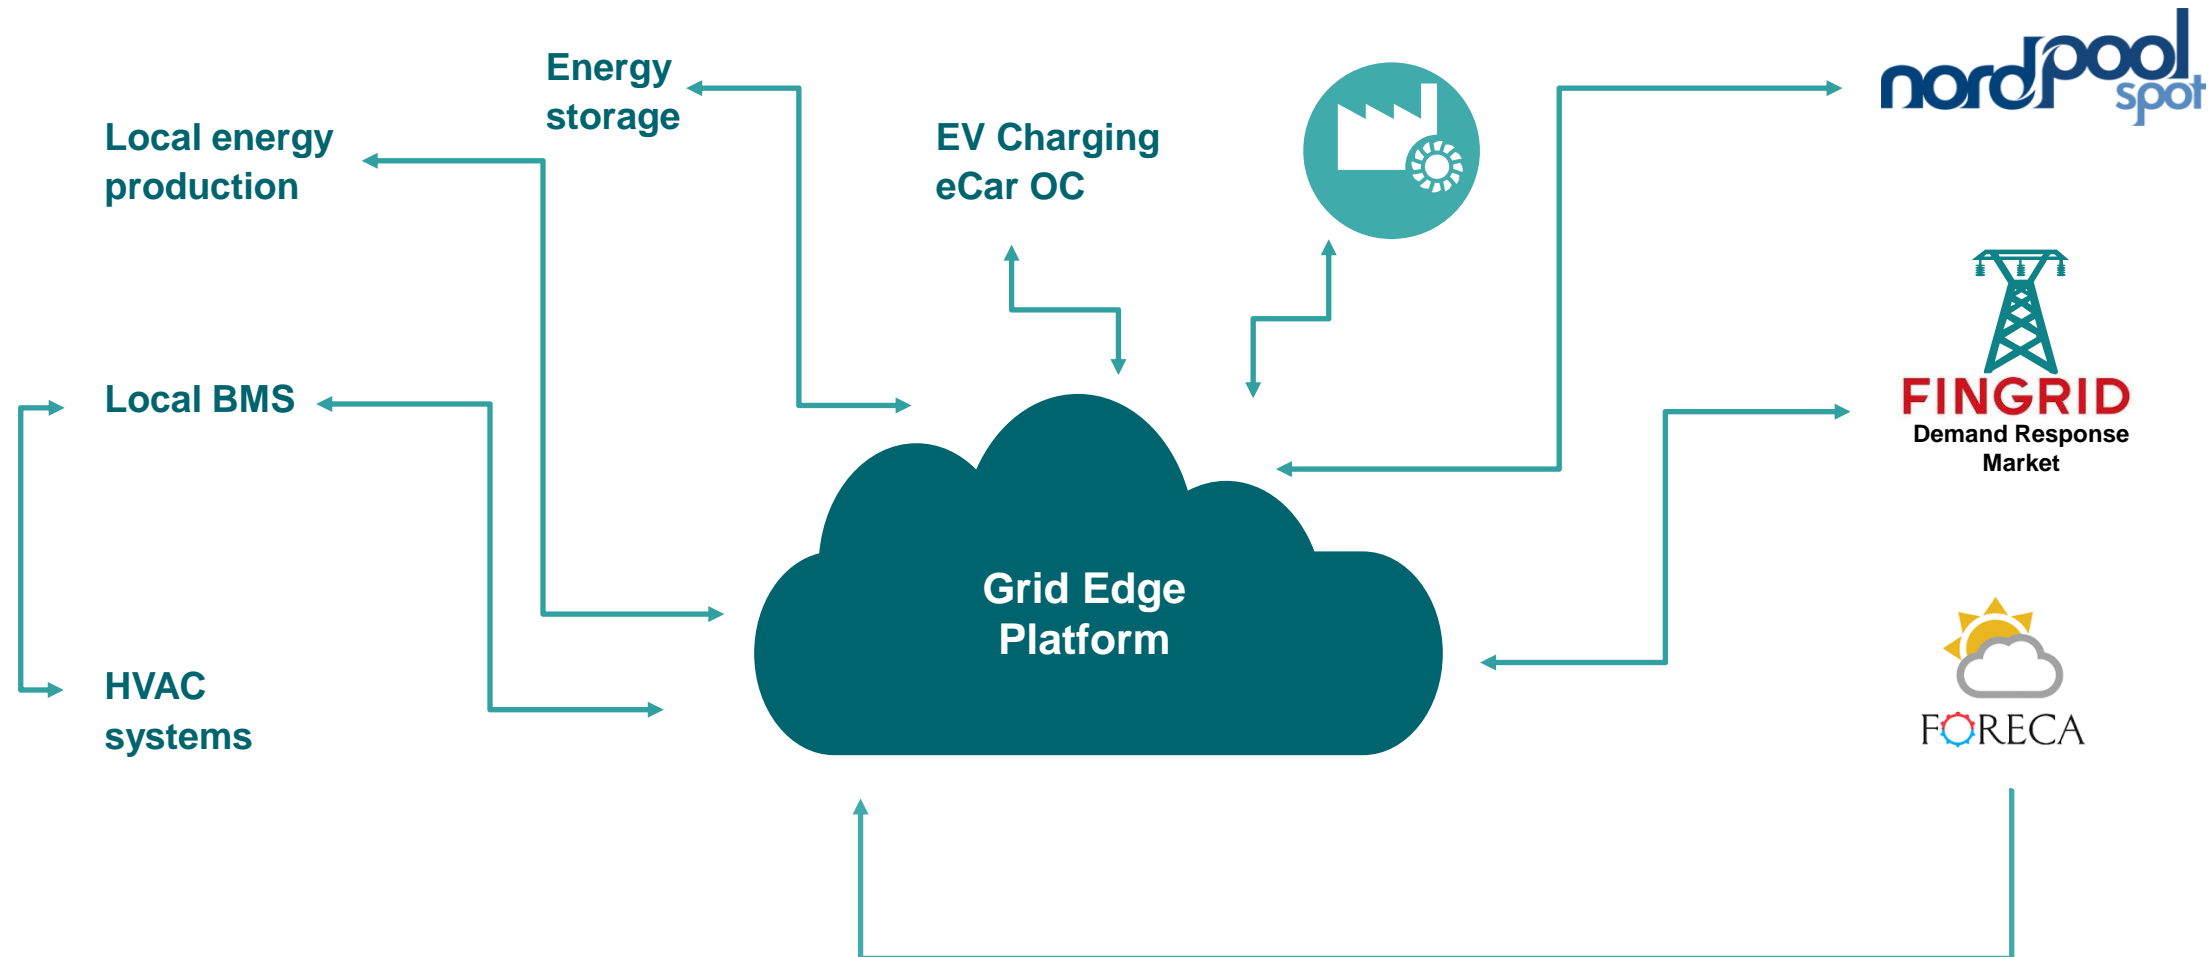 Energy
storage
Local energy
production
EV Charging
eCar OC
nordpool
spot
Local BMS
FINGRID
Demand Response
Market
Grid Edge
Platform
HVAC
systems
FORECA